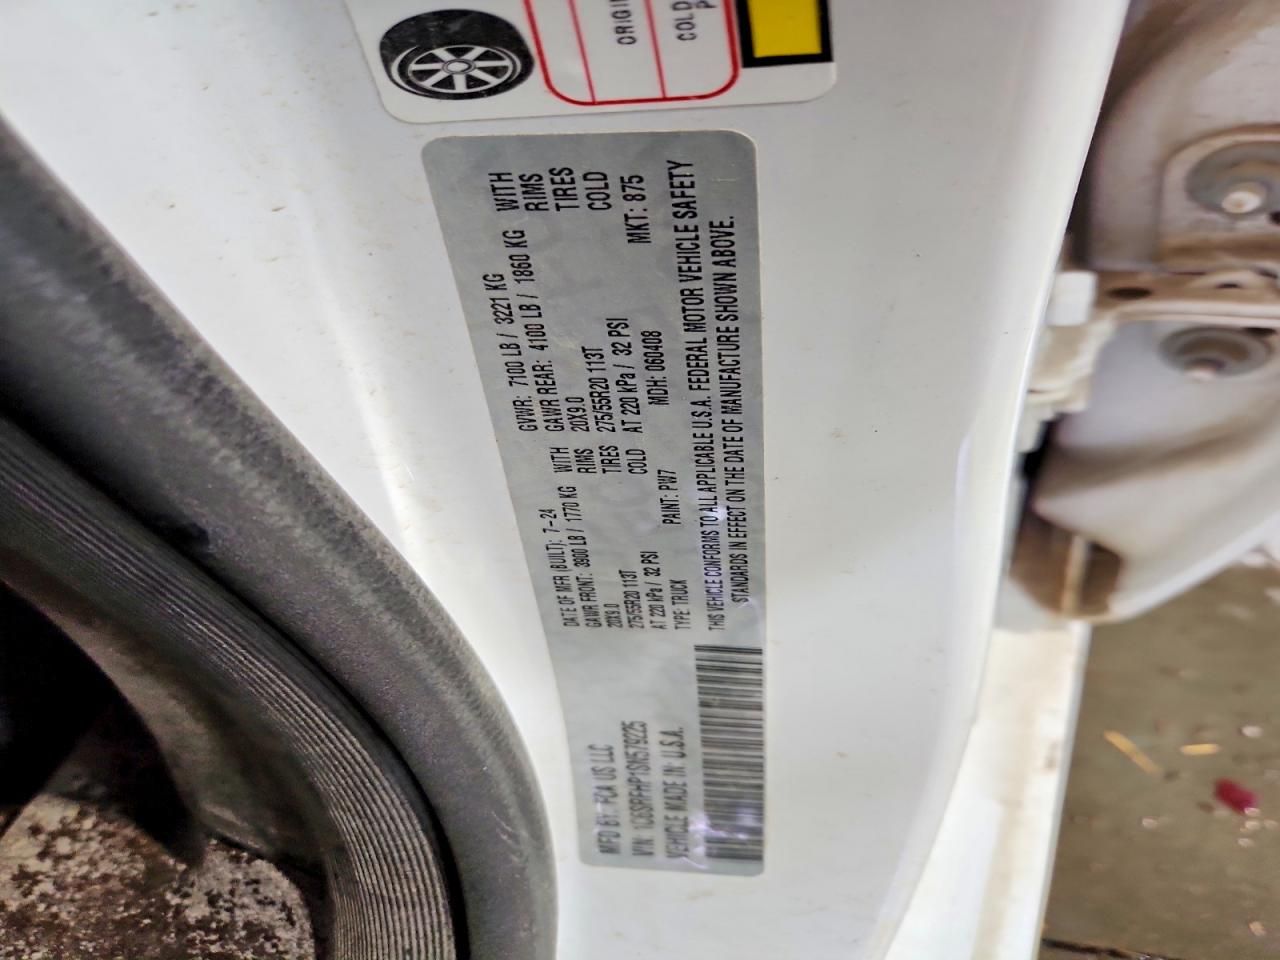 ORIGI
COLD
P
MFD BY: FCA US LLC
DATE OF MFR (BUILT): 7-24
GVWR: 7100 LB / 3221 KG
GAWR FRONT: 3900 LB / 1770 KG WITH
20X9.0 RIMS
275/55R20 113T TIRES
AT 220 kPa / 32 PSI COLD
GAWR REAR: 4100 LB / 1860 KG WITH
20X9.0 RIMS
275/55R20 113T TIRES
AT 220 kPa / 32 PSI COLD
VIN: 1C6SRFHP1SN579225
TYPE: TRUCK PAINT: PW7 MDH: 060408 MKT: 875
VEHICLE MADE IN: U.S.A.
THIS VEHICLE CONFORMS TO ALL APPLICABLE U.S.A. FEDERAL MOTOR VEHICLE SAFETY
STANDARDS IN EFFECT ON THE DATE OF MANUFACTURE SHOWN ABOVE.